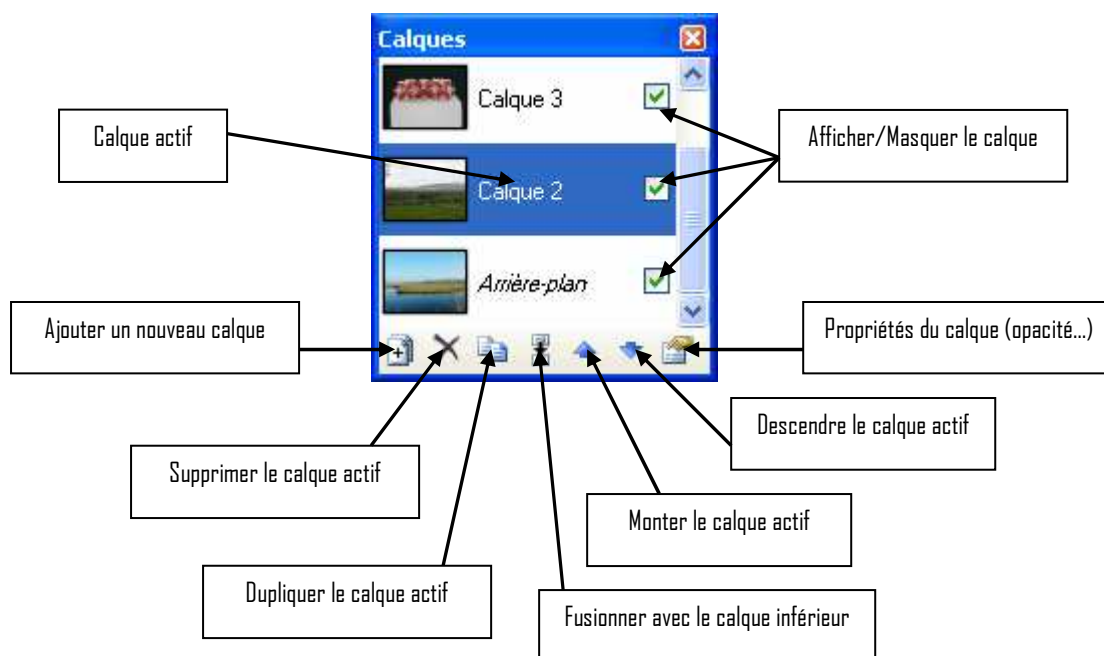 Calques
Calque 3
Calque actif
Afficher/Masquer le calque
Calque 2
Arrière-plan
Ajouter un nouveau calque
Propriétés du calque (opacité...)
Descendre le calque actif
Supprimer le calque actif
Monter le calque actif
Dupliquer le calque actif
Fusionner avec le calque inférieur